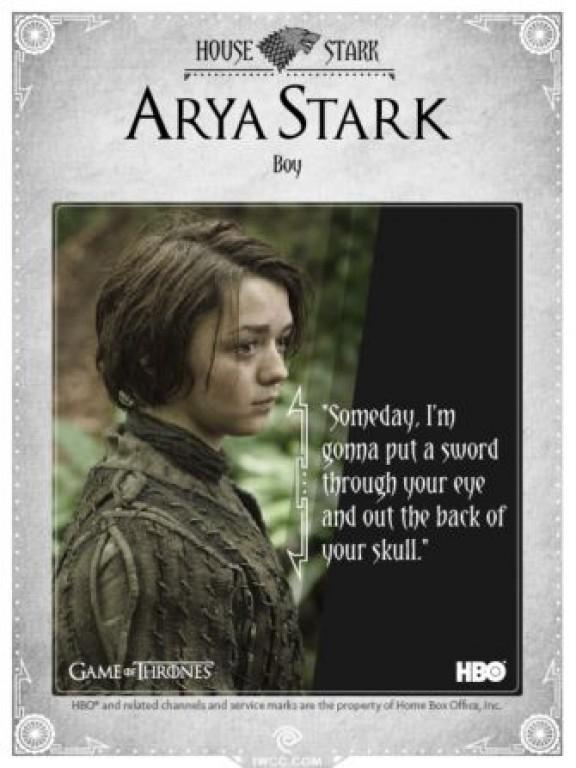 HOUSE STARK
ARYA STARK
Boy
"Someday, I'm
gonna put a sword
through your eye
and out the back of
your skull."
GAME OF THRONES
HBO
HBO® and related channels and service marks are the property of Home Box Office, Inc.
TWCC.COM